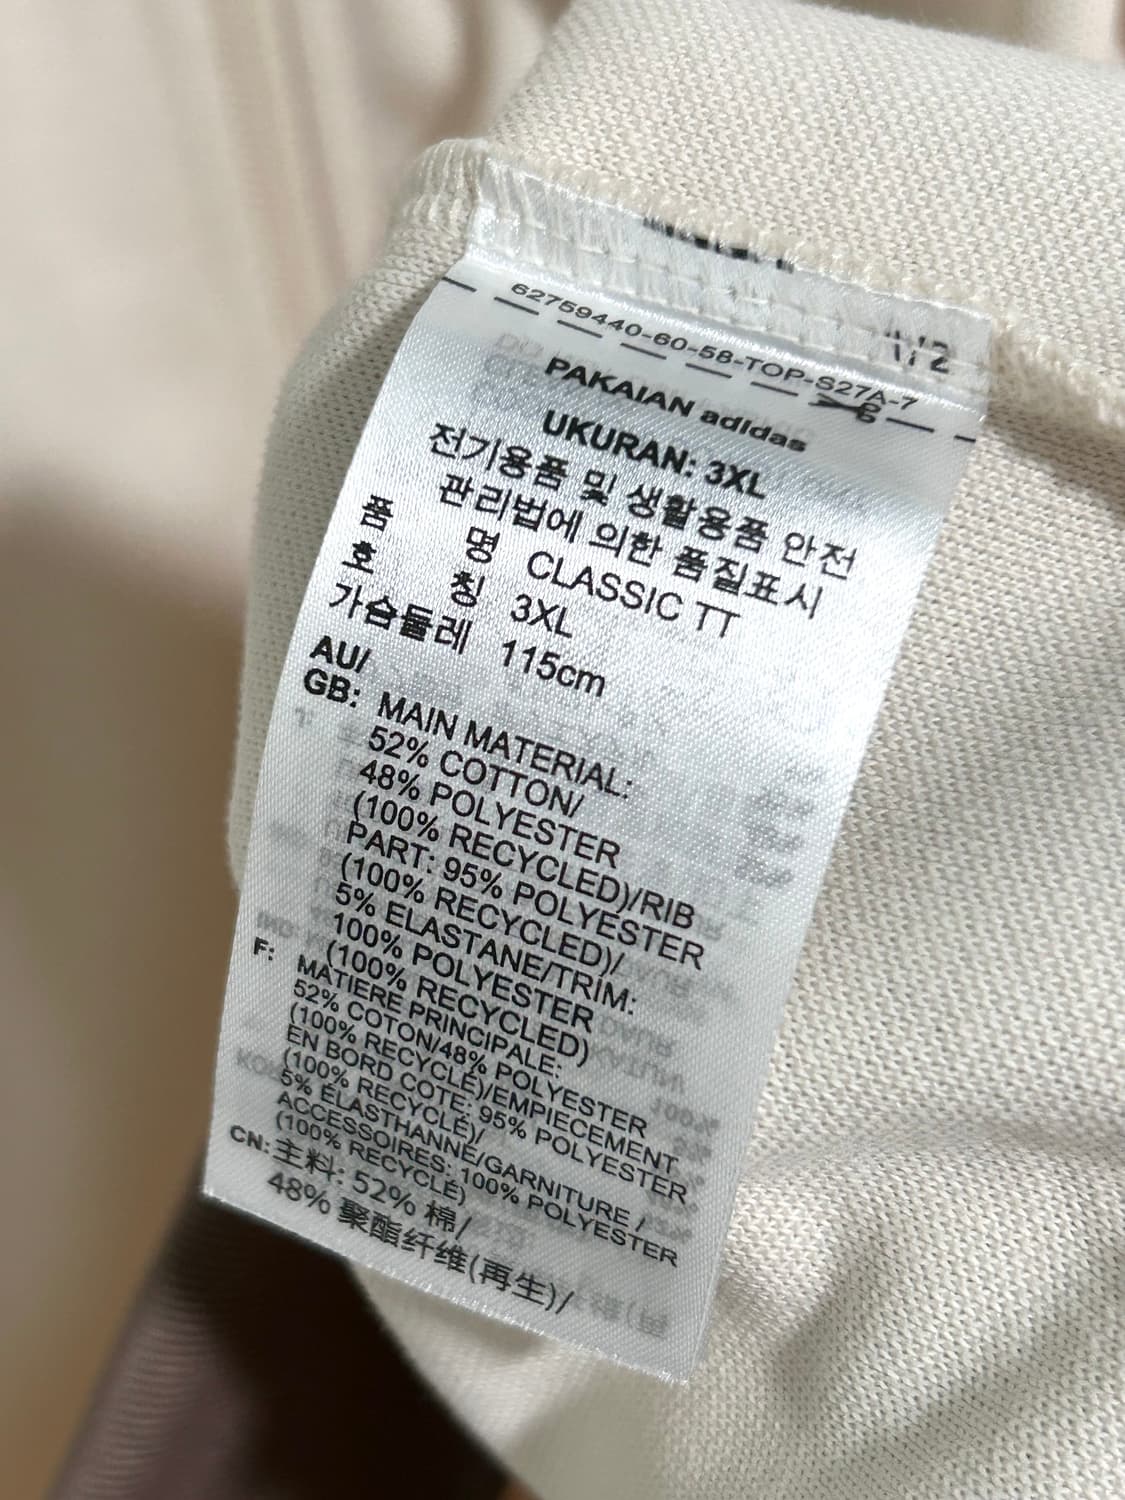 1/2
62759440-60-58-TOP-S27A-7
PAKAIAN adidas
UKURAN: 3XL
전기용품 및 생활용품 안전
관리법에 의한 품질표시
품 명 CLASSIC TT
호 칭 3XL
가슴둘레 115cm
AU/
GB: MAIN MATERIAL:
52% COTTON/
48% POLYESTER
(100% RECYCLED)/RIB
PART: 95% POLYESTER
(100% RECYCLED)/
5% ELASTANE/TRIM:
100% POLYESTER
(100% RECYCLED)
F: MATIERE PRINCIPALE:
52% COTON/48% POLYESTER
(100% RECYCLÉ)/EMPIECEMENT
EN BORD COTE: 95% POLYESTER
(100% RECYCLÉ)/
5% ÉLASTHANNE/GARNITURE /
ACCESSOIRES: 100% POLYESTER
(100% RECYCLÉ)
CN: 主料: 52% 棉/
48% 聚酯纤维(再生)/